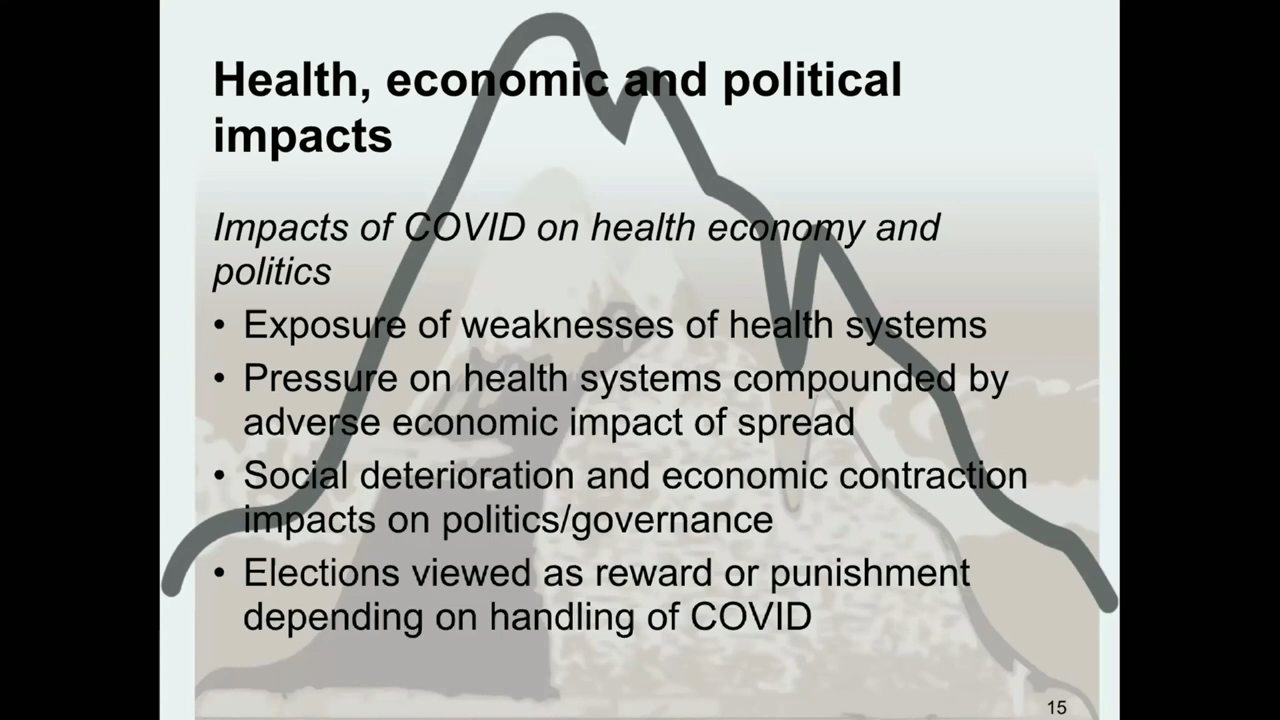 Health, economic and political
impacts
Impacts of COVID on health economy and
politics
• Exposure of weaknesses of health systems
• Pressure on health systems compounded by
adverse economic impact of spread
• Social deterioration and economic contraction
impacts on politics/governance
• Elections viewed as reward or punishment
depending on handling of COVID
15